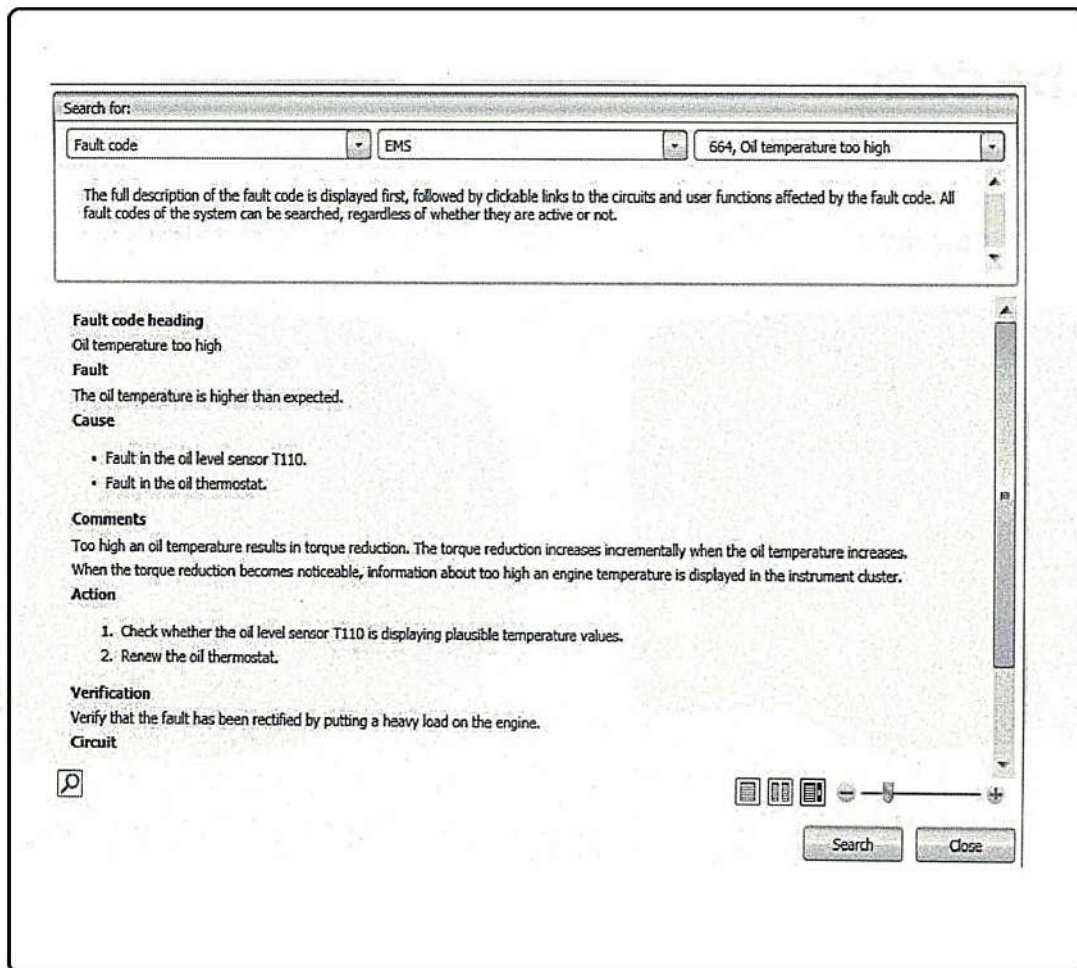 Search for:
Fault code EMS 664, Oil temperature too high
The full description of the fault code is displayed first, followed by clickable links to the circuits and user functions affected by the fault code. All
fault codes of the system can be searched, regardless of whether they are active or not.
Fault code heading
Oil temperature too high
Fault
The oil temperature is higher than expected.
Cause
• Fault in the oil level sensor T110.
• Fault in the oil thermostat.
Comments
Too high an oil temperature results in torque reduction. The torque reduction increases incrementally when the oil temperature increases.
When the torque reduction becomes noticeable, information about too high an engine temperature is displayed in the instrument cluster.
Action
1. Check whether the oil level sensor T110 is displaying plausible temperature values.
2. Renew the oil thermostat.
Verification
Verify that the fault has been rectified by putting a heavy load on the engine.
Circuit
Search Close